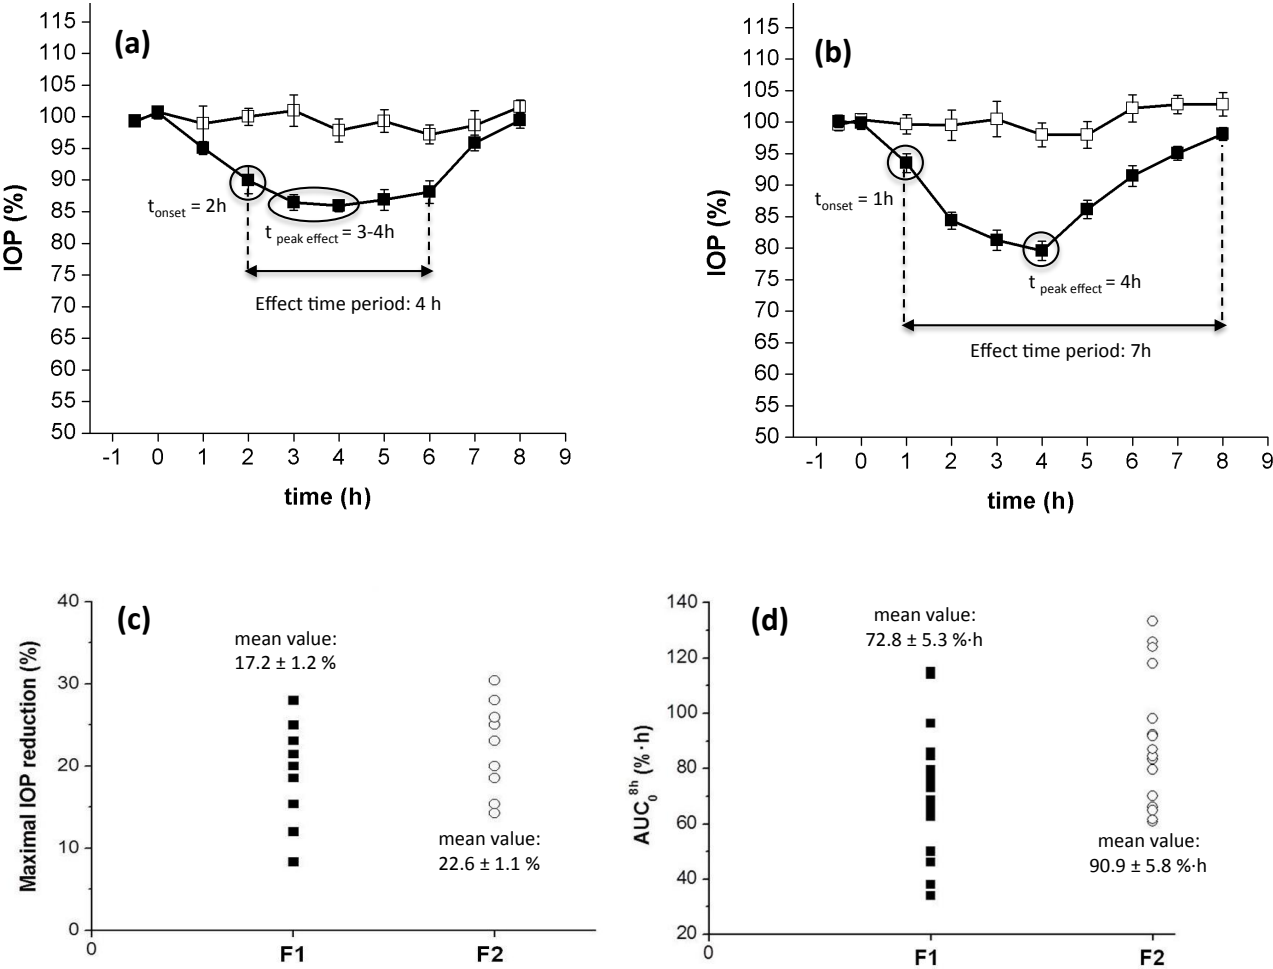 (a)
115
110
105
100
95
90
85
80
75
70
65
60
55
50
IOP (%)
tonset = 2h
t peak effect = 3-4h
Effect time period: 4 h
-1 0 1 2 3 4 5 6 7 8 9
time (h)
(b)
115
110
105
100
95
90
85
80
75
70
65
60
55
50
IOP (%)
tonset = 1h
t peak effect = 4h
Effect time period: 7h
-1 0 1 2 3 4 5 6 7 8 9
time (h)
(c)
40
30
20
10
0
Maximal IOP reduction (%)
mean value:
17.2 ± 1.2 %
mean value:
22.6 ± 1.1 %
0 F1 F2
(d)
140
120
100
80
60
40
20
AUC₀⁸ʰ (%·h)
mean value:
72.8 ± 5.3 %·h
mean value:
90.9 ± 5.8 %·h
0 F1 F2